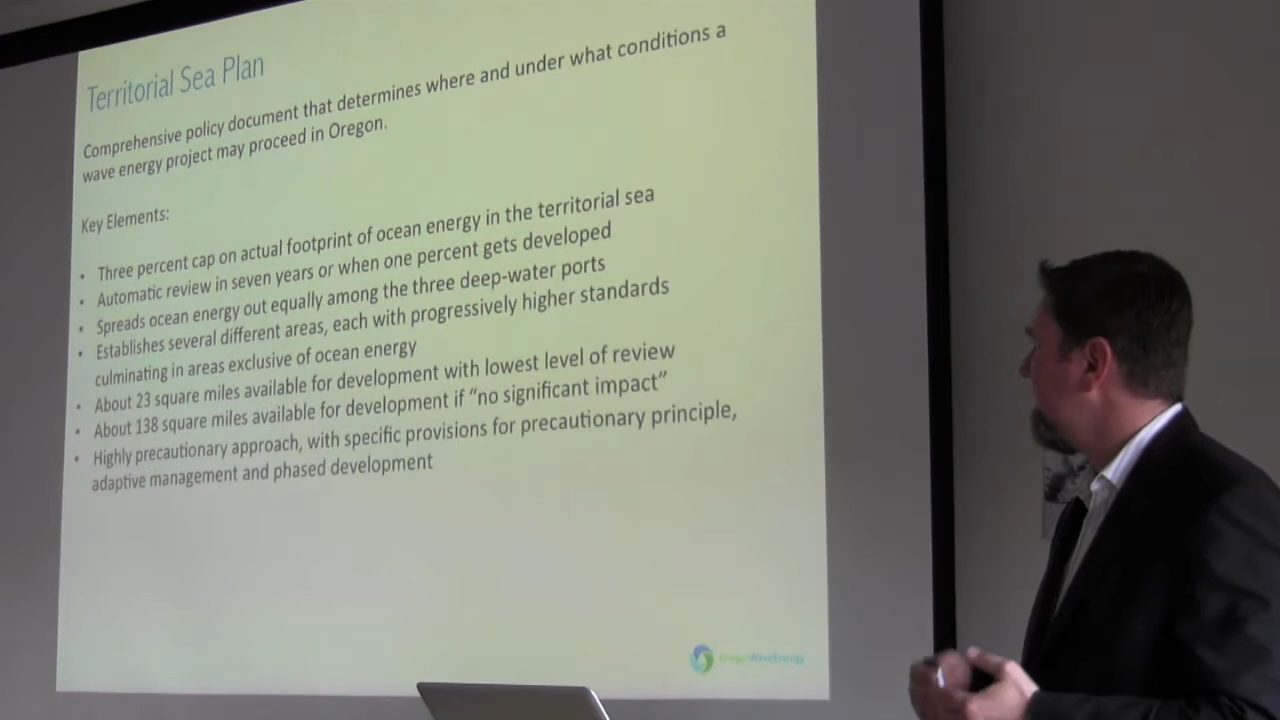 Territorial Sea Plan
Comprehensive policy document that determines where and under what conditions a
wave energy project may proceed in Oregon.
Key Elements:
• Three percent cap on actual footprint of ocean energy in the territorial sea
• Automatic review in seven years or when one percent gets developed
• Spreads ocean energy out equally among the three deep-water ports
• Establishes several different areas, each with progressively higher standards
culminating in areas exclusive of ocean energy
• About 23 square miles available for development with lowest level of review
• About 138 square miles available for development if “no significant impact”
• Highly precautionary approach, with specific provisions for precautionary principle,
adaptive management and phased development
OregonWaveEnergy